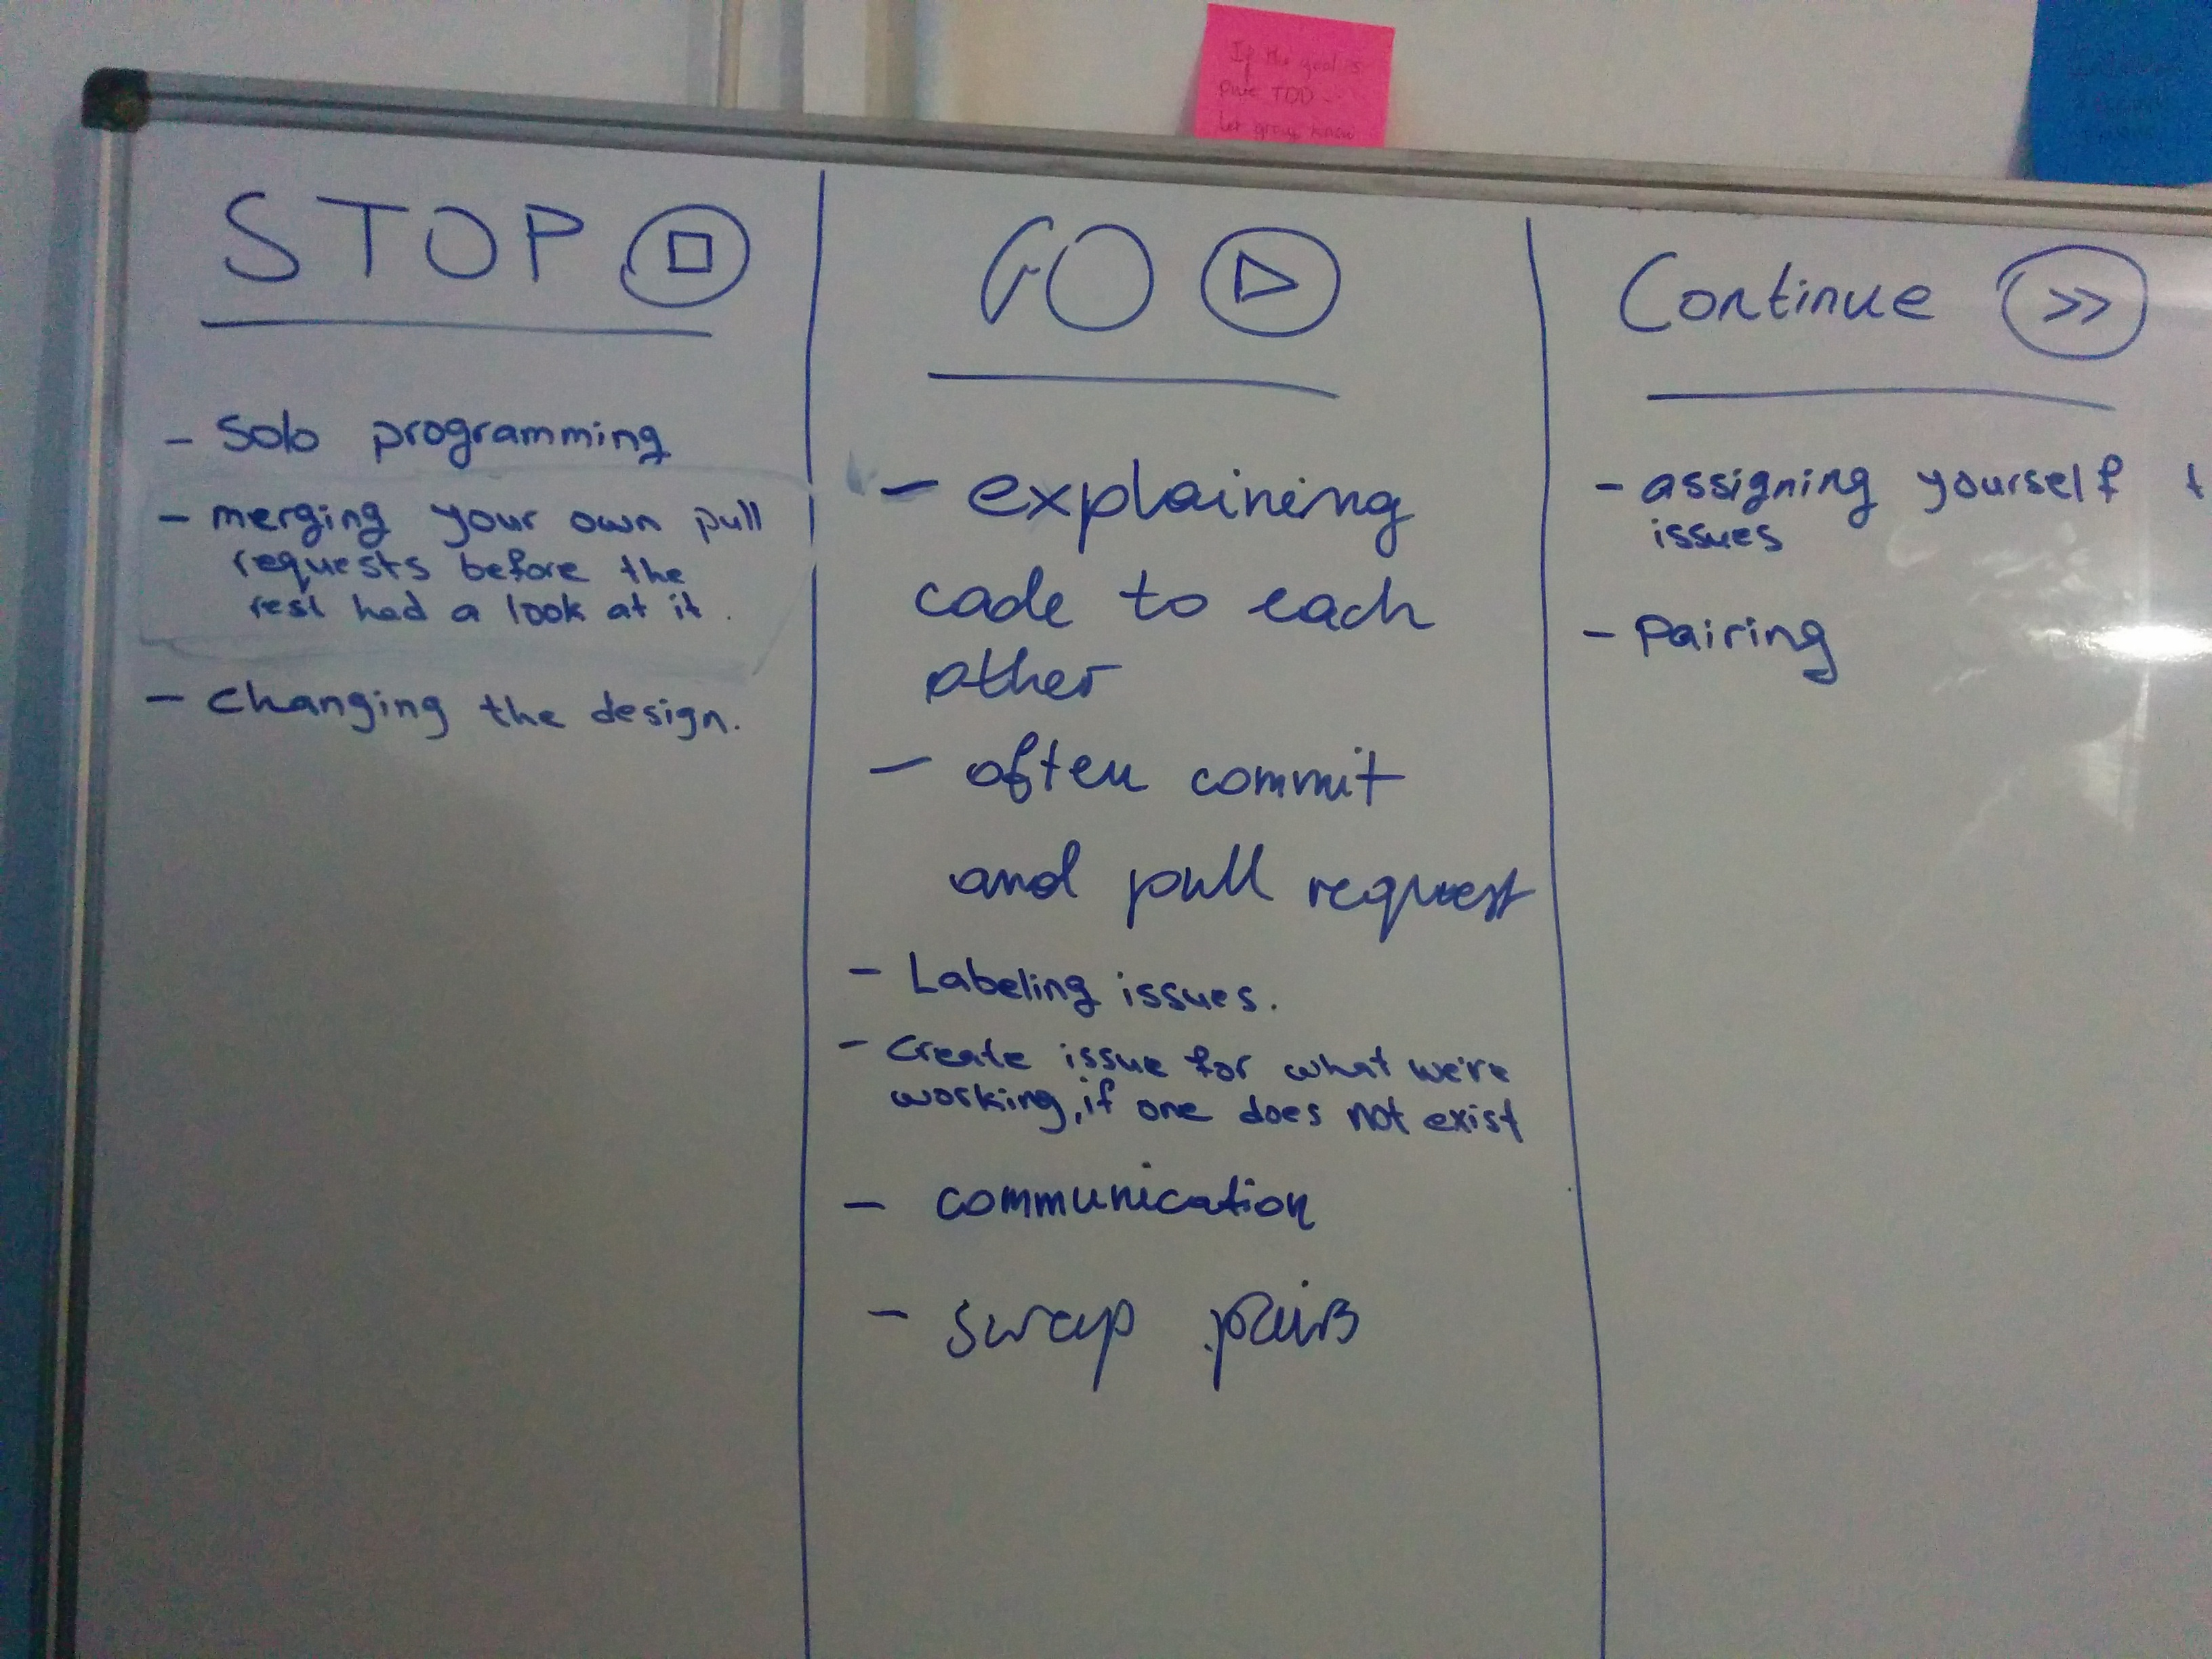 If the goal is
Pure TDD -
let group know
STOP
- Solo programming
- merging your own pull
requests before the
rest had a look at it.
- Changing the design.
GO
- explaining
code to each
other
- often commit
and pull request
- Labeling issues.
- Create issue for what we're
working, if one does not exist
- communication
- swap pairs
Continue >>
- assigning yourself
issues
- Pairing